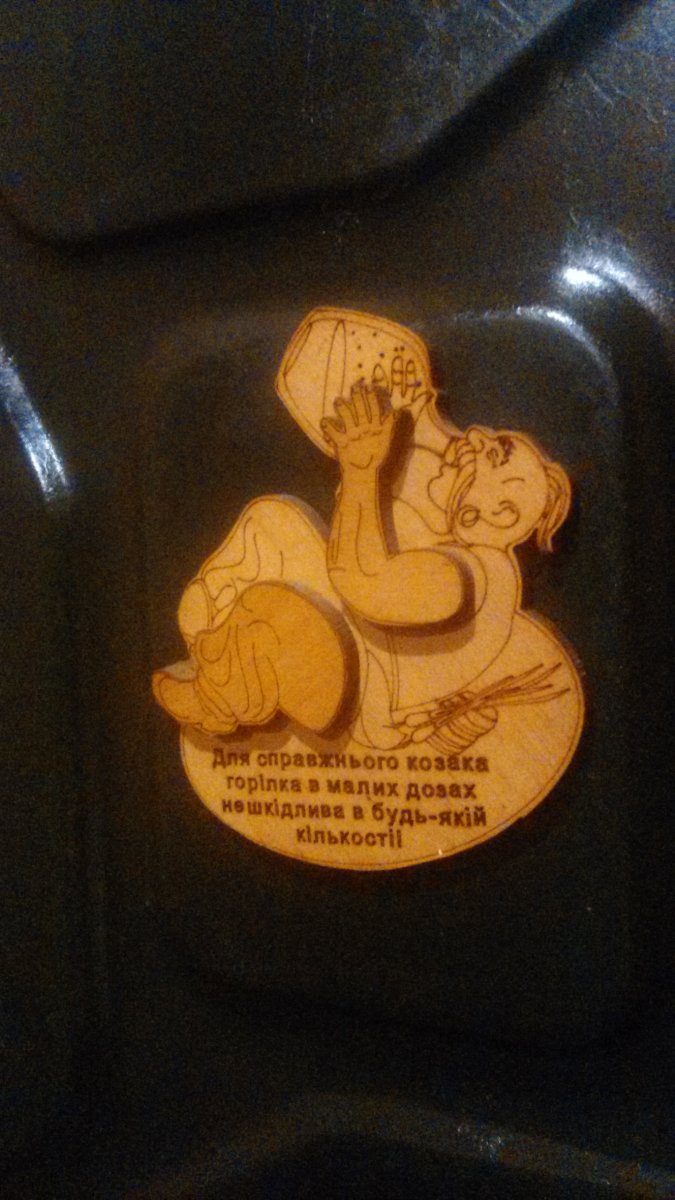 Для справжнього козака
горілка в малих дозах
нешкідлива в будь-якій
кількості!